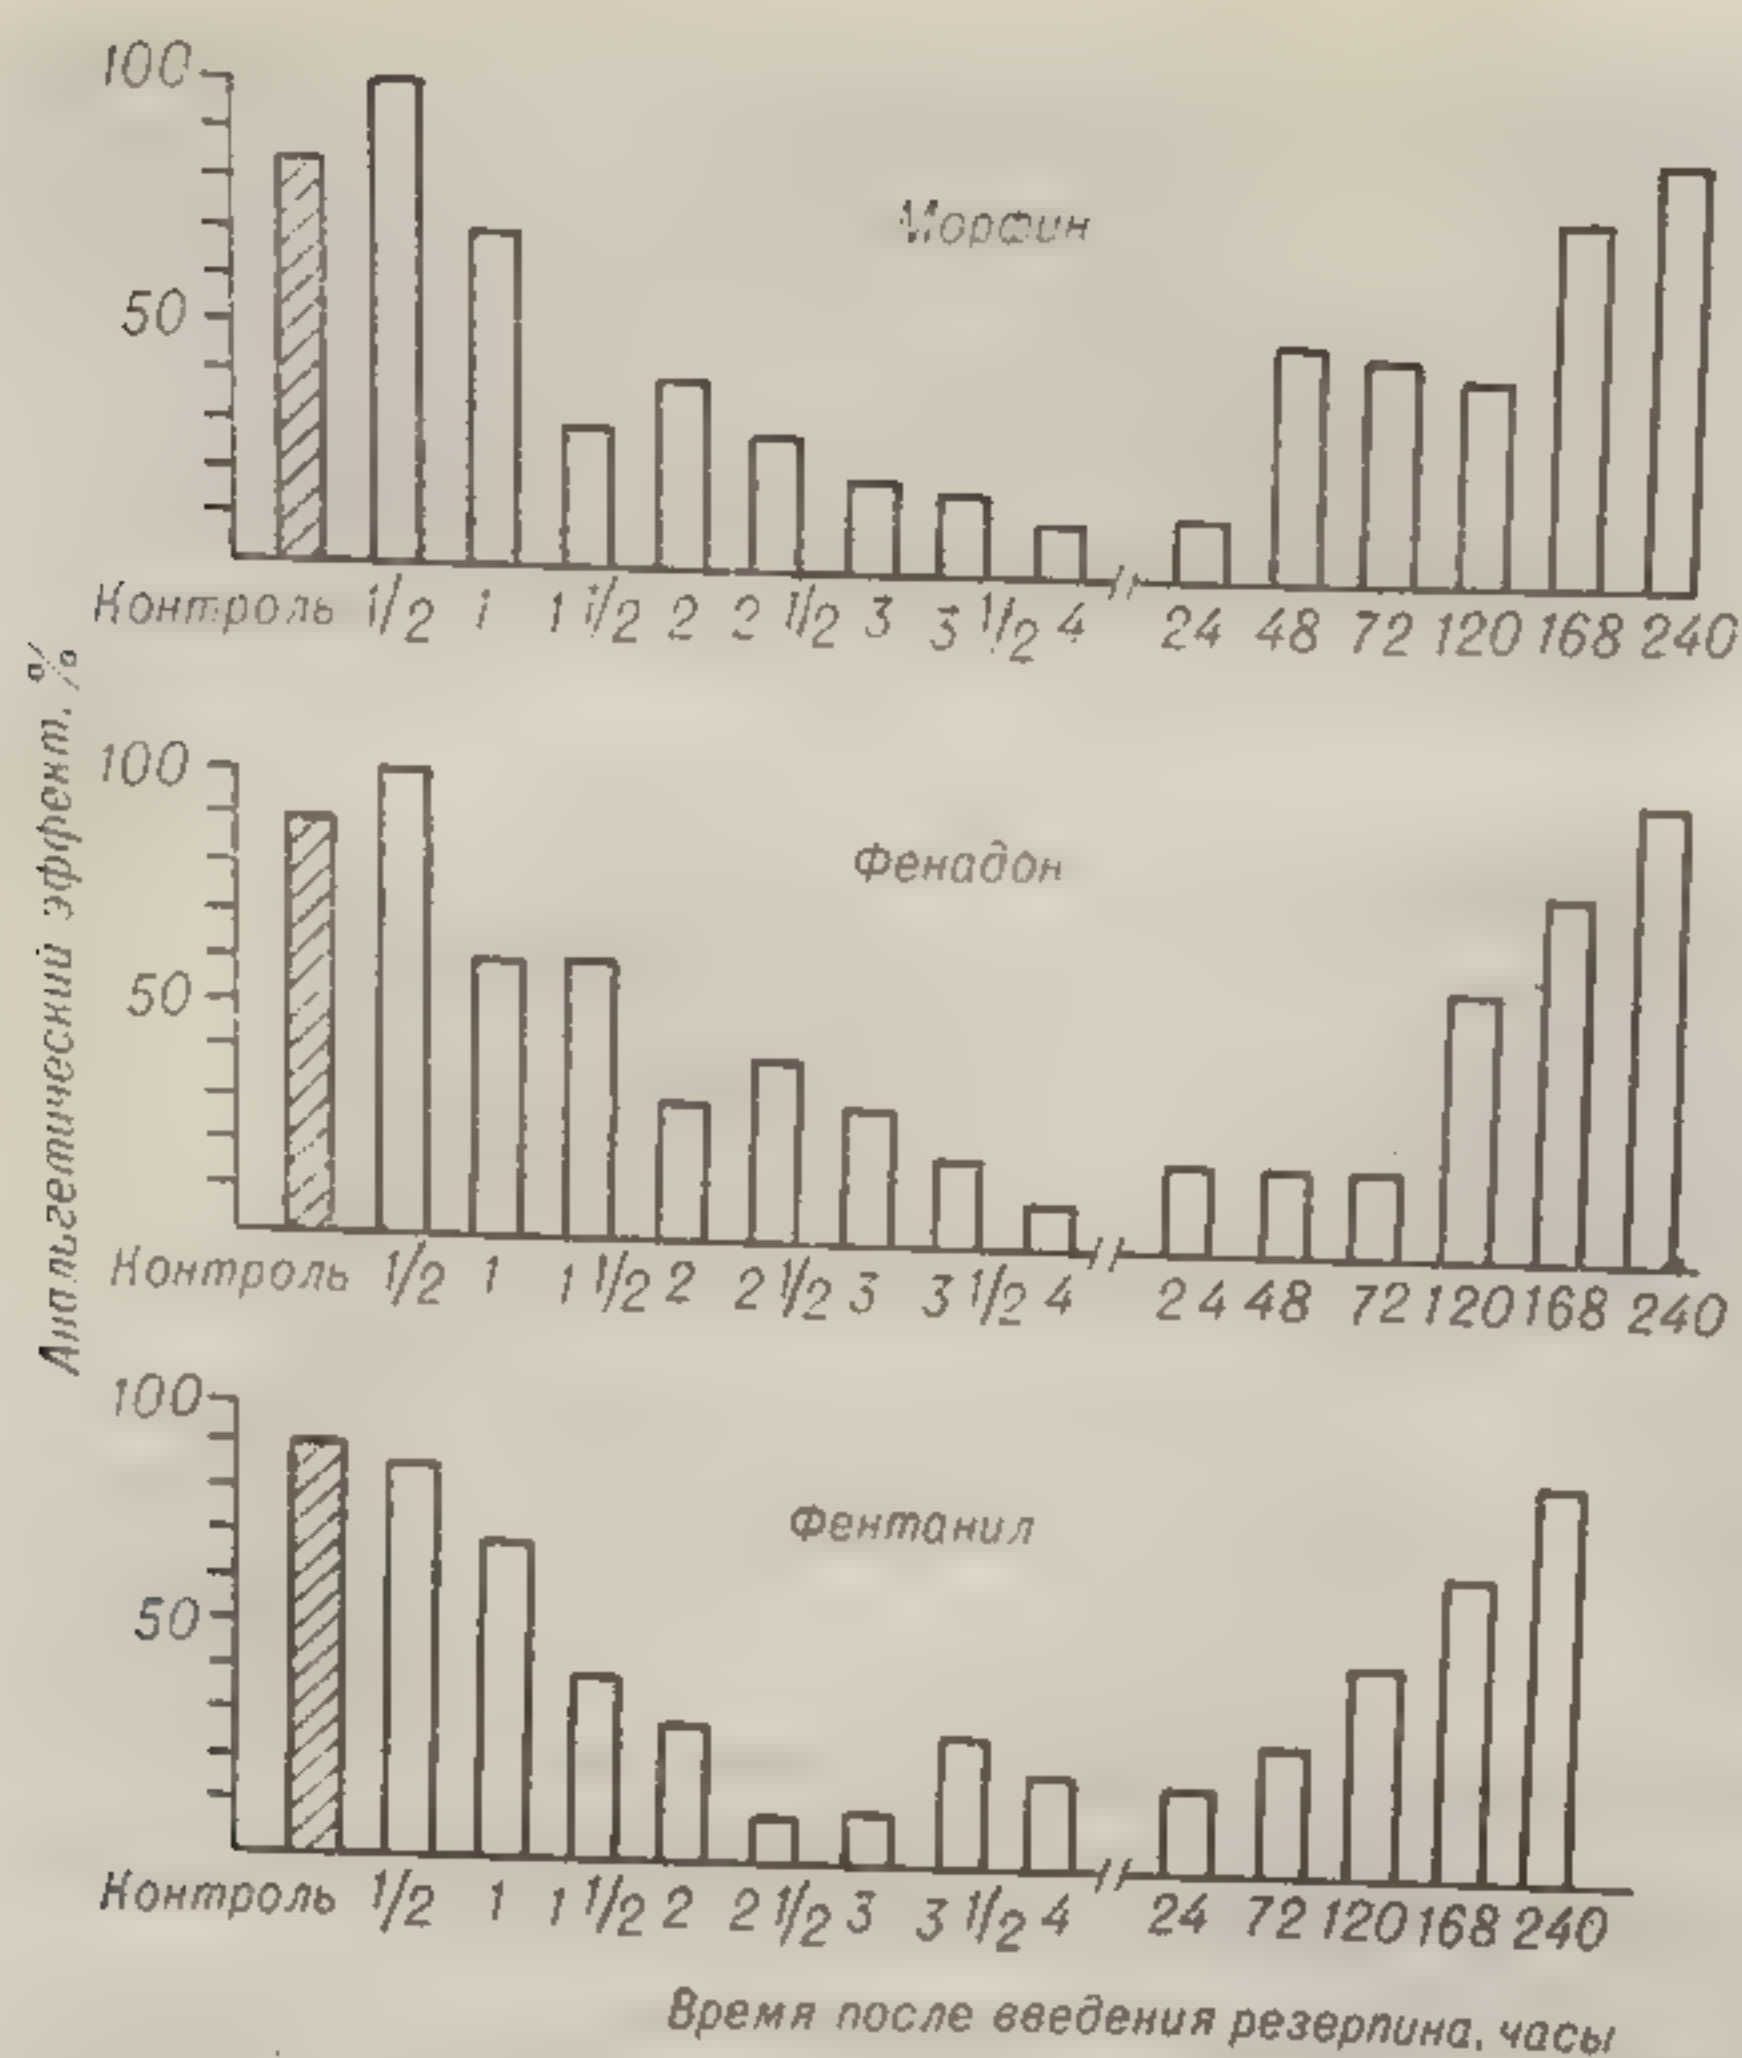 Анальгетический эффект, %
100
50
Морфин
Контроль 1/2 1 1 1/2 2 2 1/2 3 3 1/2 4 24 48 72 120 168 240
100
50
Фенадон
Контроль 1/2 1 1 1/2 2 2 1/2 3 3 1/2 4 24 48 72 120 168 240
100
50
Фентанил
Контроль 1/2 1 1 1/2 2 2 1/2 3 3 1/2 4 24 72 120 168 240
Время после введения резерпина, часы